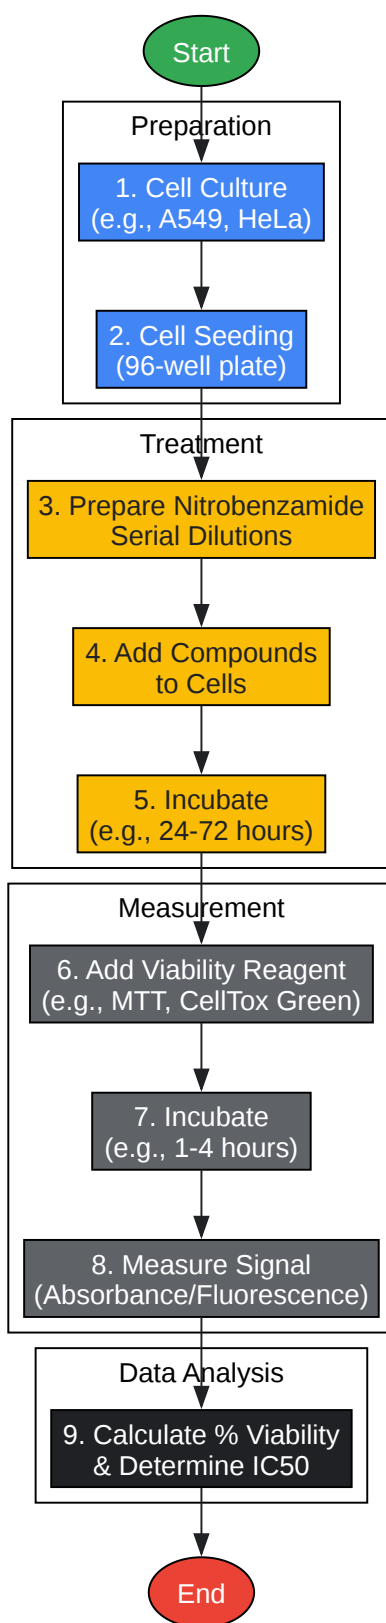 Start
Preparation
1. Cell Culture
(e.g., A549, HeLa)
2. Cell Seeding
(96-well plate)
Treatment
3. Prepare Nitrobenzamide
Serial Dilutions
4. Add Compounds
to Cells
5. Incubate
(e.g., 24-72 hours)
Measurement
6. Add Viability Reagent
(e.g., MTT, CellTox Green)
7. Incubate
(e.g., 1-4 hours)
8. Measure Signal
(Absorbance/Fluorescence)
Data Analysis
9. Calculate % Viability
& Determine IC50
End